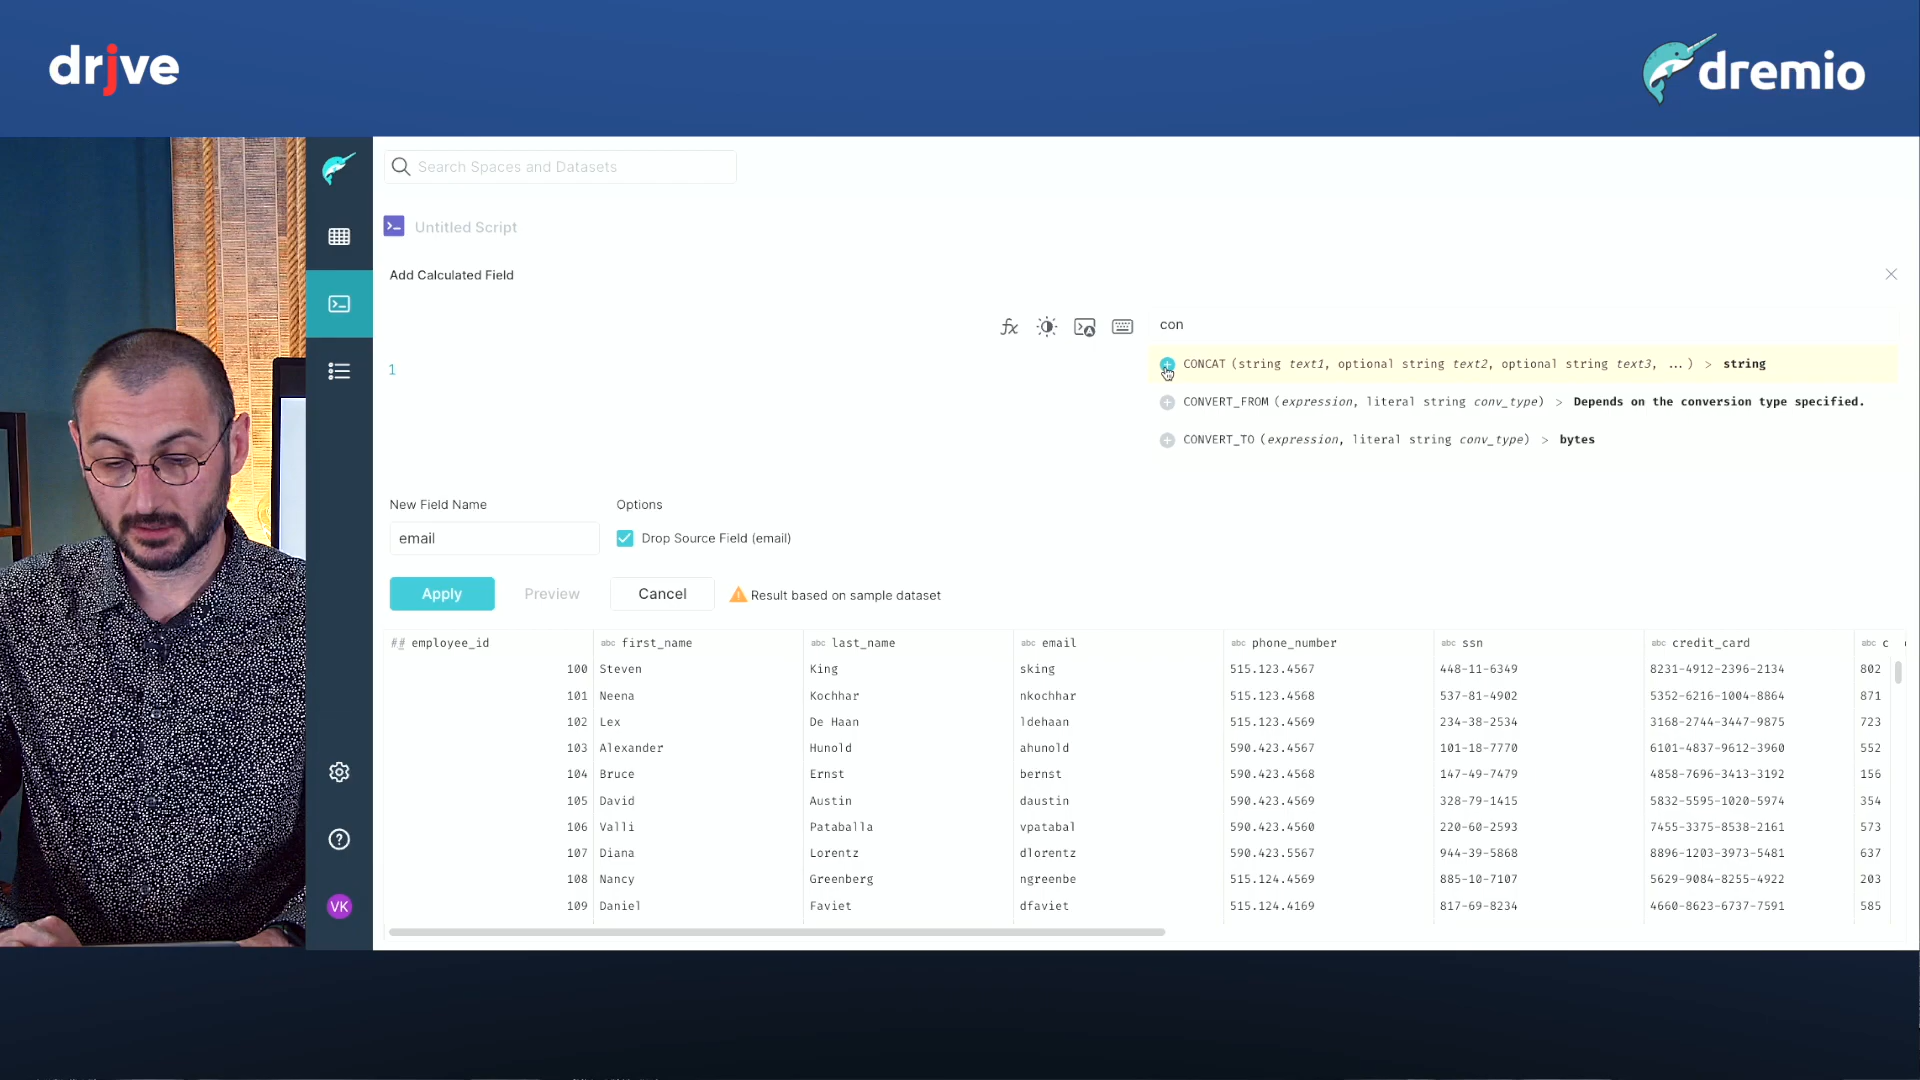 drive
dremio
Search Spaces and Datasets
Untitled Script
Add Calculated Field
con
1
CONCAT (string text1, optional string text2, optional string text3, ...) > string
CONVERT_FROM (expression, literal string conv_type) > Depends on the conversion type specified.
CONVERT_TO (expression, literal string conv_type) > bytes
New Field Name
Options
email
Drop Source Field (email)
Apply
Preview
Cancel
Result based on sample dataset
## employee_id abc first_name abc last_name abc email abc phone_number abc ssn abc credit_card abc c
100 Steven King sking 515.123.4567 448-11-6349 8231-4912-2396-2134 802
101 Neena Kochhar nkochhar 515.123.4568 537-81-4902 5352-6216-1004-8864 871
102 Lex De Haan ldehaan 515.123.4569 234-38-2534 3168-2744-3447-9875 723
103 Alexander Hunold ahunold 590.423.4567 101-18-7770 6101-4837-9612-3960 552
104 Bruce Ernst bernst 590.423.4568 147-49-7479 4858-7696-3413-3192 156
105 David Austin daustin 590.423.4569 328-79-1415 5832-5595-1020-5974 354
106 Valli Pataballa vpatabal 590.423.4560 220-60-2593 7455-3375-8538-2161 573
107 Diana Lorentz dlorentz 590.423.5567 944-39-5868 8896-1203-3973-5481 637
108 Nancy Greenberg ngreenbe 515.124.4569 885-10-7107 5629-9084-8255-4922 203
109 Daniel Faviet dfaviet 515.124.4169 817-69-8234 4660-8623-6737-7591 585
VK